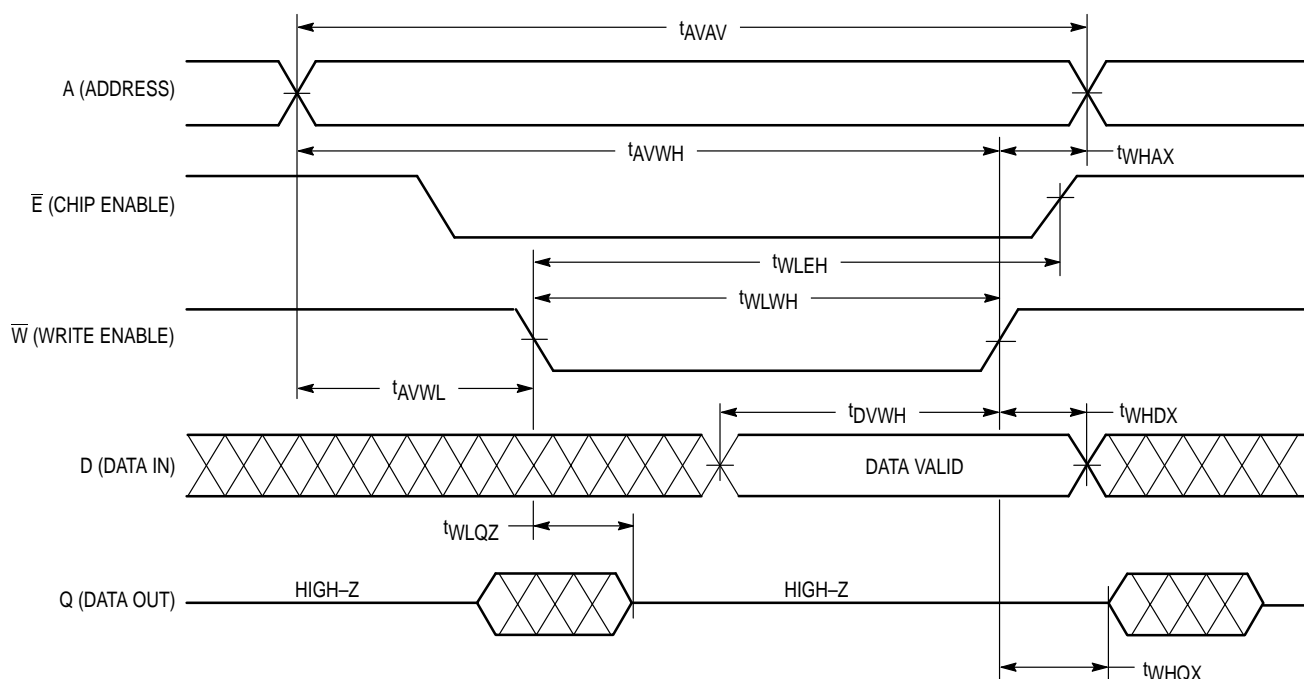 tAVAV
A (ADDRESS)
tAVWH
tWHAX
E̅ (CHIP ENABLE)
tWLEH
tWLWH
W̅ (WRITE ENABLE)
tAVWL
tDVWH
tWHDX
D (DATA IN)
DATA VALID
tWLQZ
Q (DATA OUT)
HIGH–Z
HIGH–Z
tWHQX